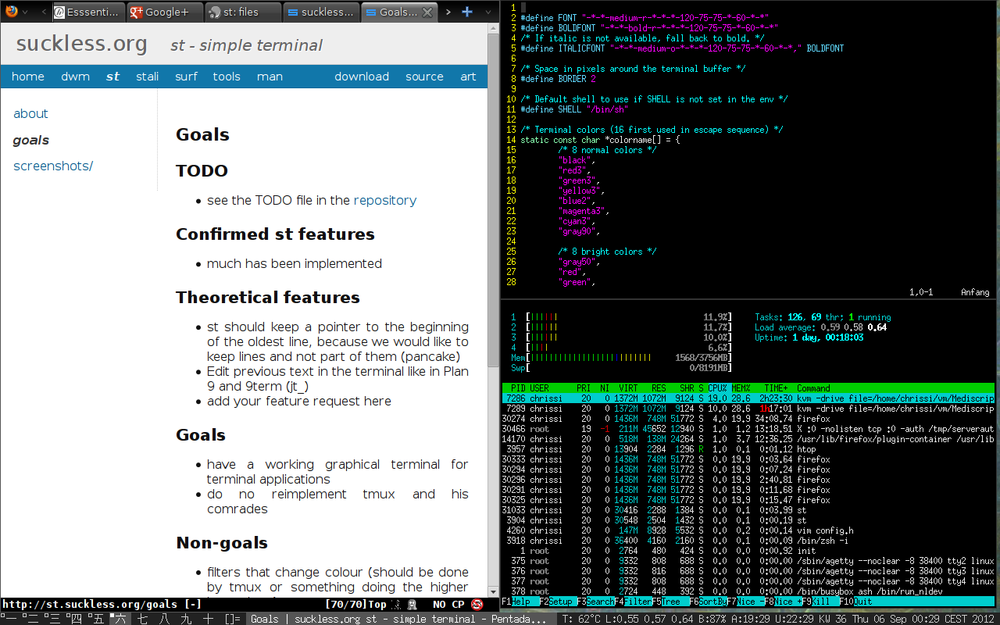 Esssenti... Google+ st: files suckless... Goals...
suckless.org st - simple terminal
home dwm st stali surf tools man download source art
about
goals
screenshots/
Goals
TODO
• see the TODO file in the repository
Confirmed st features
• much has been implemented
Theoretical features
• st should keep a pointer to the beginning
of the oldest line, because we would like to
keep lines and not part of them (pancake)
• Edit previous text in the terminal like in Plan
9 and 9term (jt_)
• add your feature request here
Goals
• have a working graphical terminal for
terminal applications
• do no reimplement tmux and his
comrades
Non-goals
• filters that change colour (should be done
by tmux or something doing the higher
http://st.suckless.org/goals [-] [70/70]Top NO CP
1
2 #define FONT "-*-*-medium-r-*-*-*-120-75-75-*-60-*-*"
3 #define BOLDFONT "-*-*-bold-r-*-*-*-120-75-75-*-60-*-*"
4 /* If italic is not available, fall back to bold. */
5 #define ITALICFONT "-*-*-medium-o-*-*-*-120-75-75-*-60-*-*," BOLDFONT
6
7 /* Space in pixels around the terminal buffer */
8 #define BORDER 2
9
10 /* Default shell to use if SHELL is not set in the env */
11 #define SHELL "/bin/sh"
12
13 /* Terminal colors (16 first used in escape sequence) */
14 static const char *colorname[] = {
15 /* 8 normal colors */
16 "black",
17 "red3",
18 "green3",
19 "yellow3",
20 "blue2",
21 "magenta3",
22 "cyan3",
23 "gray90",
24
25 /* 8 bright colors */
26 "gray50",
27 "red",
28 "green",
1,0-1 Anfang
1 [|||||| 11.9%] Tasks: 126, 69 thr; 1 running
2 [|||||| 11.7%] Load average: 0.59 0.58 0.64
3 [|||||| 10.0%] Uptime: 1 day, 00:18:03
4 [|||| 6.6%]
Mem[||||||||||||||||||||||||||| 1568/3756MB]
Swp[ 0/8191MB]
PID USER PRI NI VIRT RES SHR S CPU% MEM% TIME+ Command
7286 chrissi 20 0 1372M 1072M 9124 S 19.0 28.6 2h23:30 kvm -drive file=/home/chrissi/vm/Mediscrip
7289 chrissi 20 0 1372M 1072M 9124 S 10.0 28.6 1h17:01 kvm -drive file=/home/chrissi/vm/Mediscrip
30274 chrissi 20 0 1436M 748M 51772 S 4.0 19.9 34:08.74 firefox
30466 root 19 -1 211M 45652 12940 S 1.0 1.2 13:18.51 X :0 -nolisten tcp :0 -auth /tmp/serveraut
14170 chrissi 20 0 518M 138M 24264 S 1.0 3.7 12:36.25 /usr/lib/firefox/plugin-container /usr/lib
3957 chrissi 20 0 13904 2284 1296 R 1.0 0.1 0:01.12 htop
30333 chrissi 20 0 1436M 748M 51772 S 0.0 19.9 0:03.64 firefox
30294 chrissi 20 0 1436M 748M 51772 S 0.0 19.9 0:07.24 firefox
30296 chrissi 20 0 1436M 748M 51772 S 0.0 19.9 2:40.81 firefox
30291 chrissi 20 0 1436M 748M 51772 S 0.0 19.9 0:11.68 firefox
30325 chrissi 20 0 1436M 748M 51772 S 0.0 19.9 0:15.47 firefox
31033 chrissi 20 0 30416 2288 1384 S 0.0 0.1 0:03.99 st
3904 chrissi 20 0 30548 2504 1432 S 0.0 0.1 0:00.19 st
4260 chrissi 20 0 147M 8928 5532 S 0.0 0.2 0:00.14 vim config.h
3918 chrissi 20 0 36400 4160 2160 S 0.0 0.1 0:00.09 /bin/zsh -i
1 root 20 0 2764 480 424 S 0.0 0.0 0:00.92 init
375 root 20 0 9332 808 688 S 0.0 0.0 0:00.00 /sbin/agetty --noclear -8 38400 tty2 linux
376 root 20 0 9332 816 688 S 0.0 0.0 0:00.00 /sbin/agetty --noclear -8 38400 tty3 linux
377 root 20 0 9332 808 688 S 0.0 0.0 0:00.00 /sbin/agetty --noclear -8 38400 tty4 linux
378 root 20 0 2724 448 392 S 0.0 0.0 0:00.00 /bin/busybox ash /bin/run_nldev
F1Help F2Setup F3SearchF4FilterF5Tree F6SortByF7Nice -F8Nice +F9Kill F10Quit
一 二 三 四 五 六 七 八 九 十 []= Goals | suckless.org st - simple terminal - Pentada... T: 62°C L:0.55 0.57 0.64 B:87% A:19:29 U:22:29 KW 36 Thu 06 Sep 00:29 CEST 2012